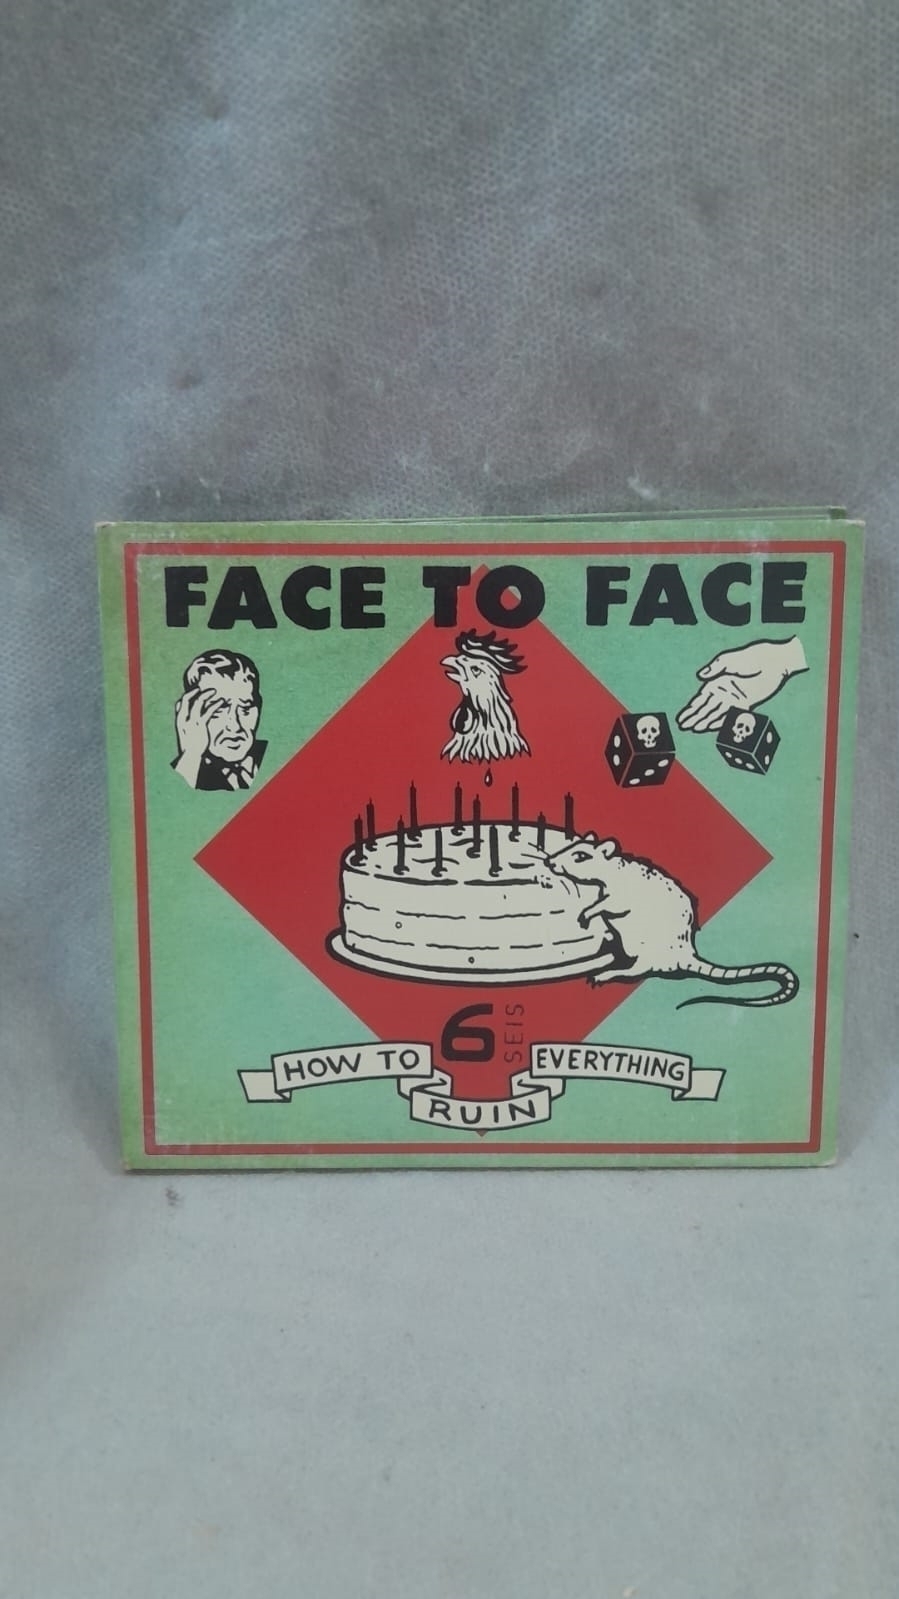 FACE TO FACE
6 SEIS
HOW TO RUIN EVERYTHING